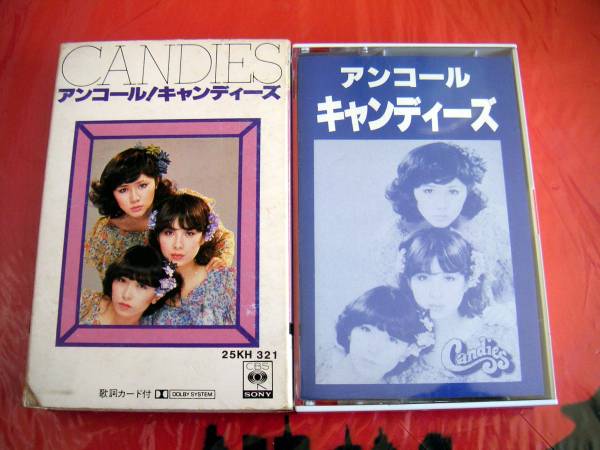 CANDIES
アンコール!キャンディーズ
25KH 321
CBS
SONY
歌詞カード付 DOLBY SYSTEM
アンコール
キャンディーズ
Candies